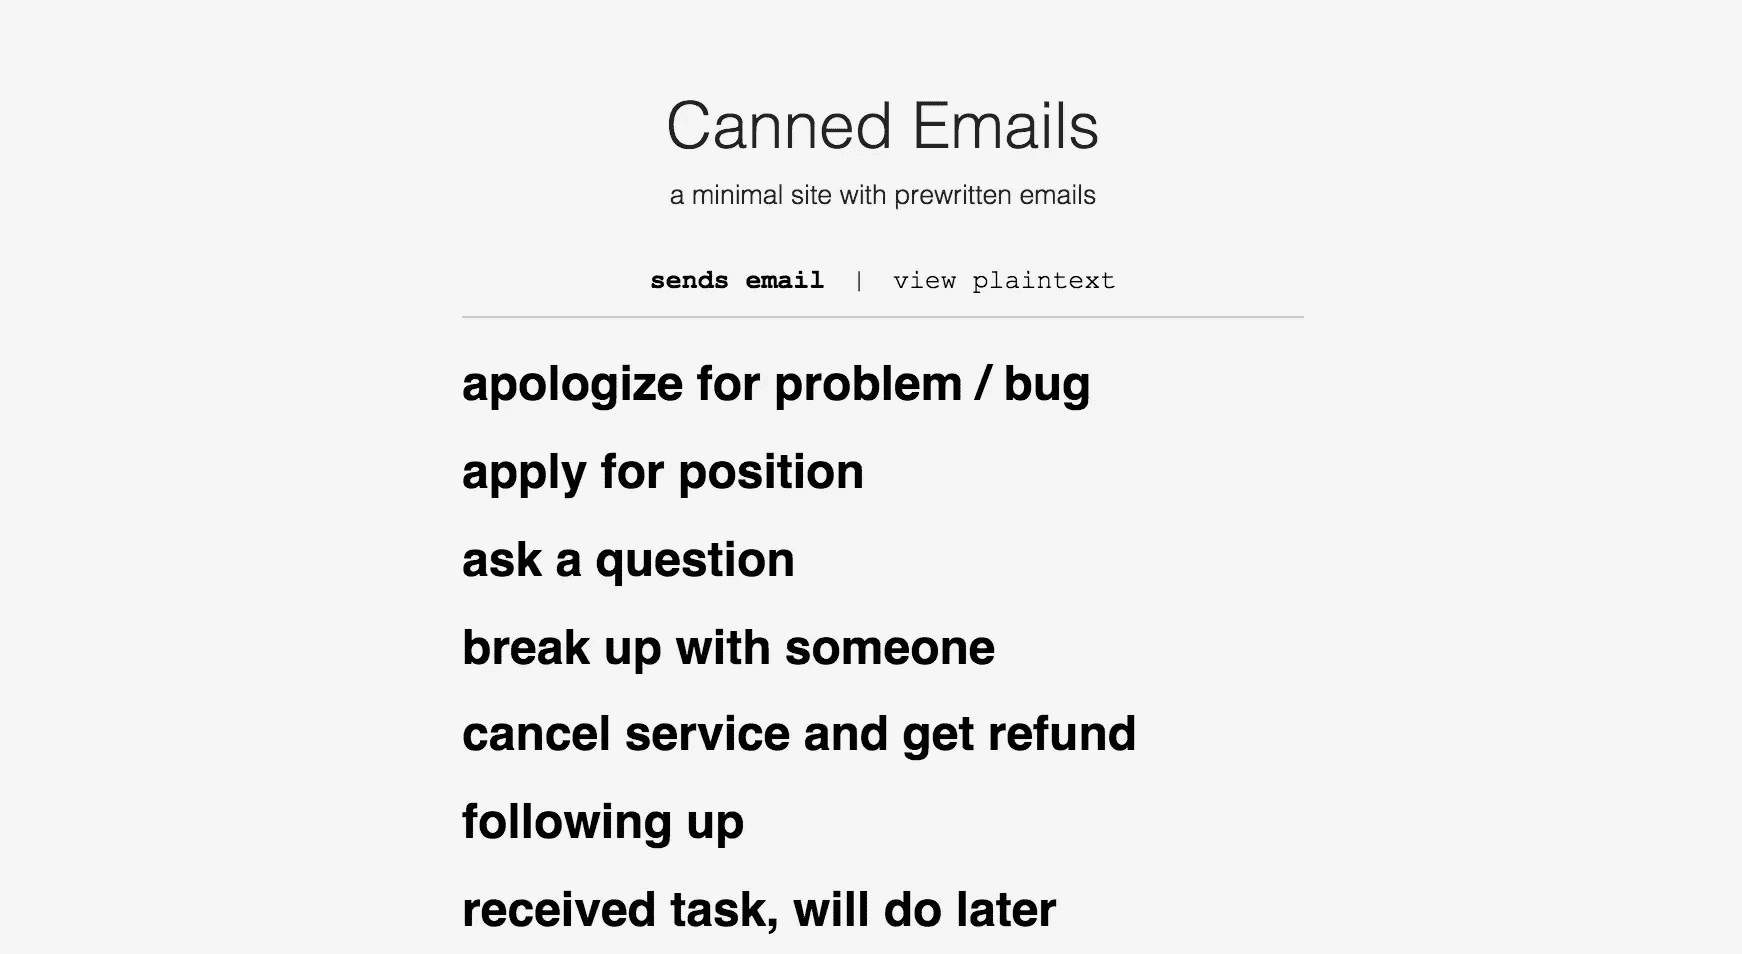 Canned Emails
a minimal site with prewritten emails
sends email | view plaintext
apologize for problem / bug
apply for position
ask a question
break up with someone
cancel service and get refund
following up
received task, will do later